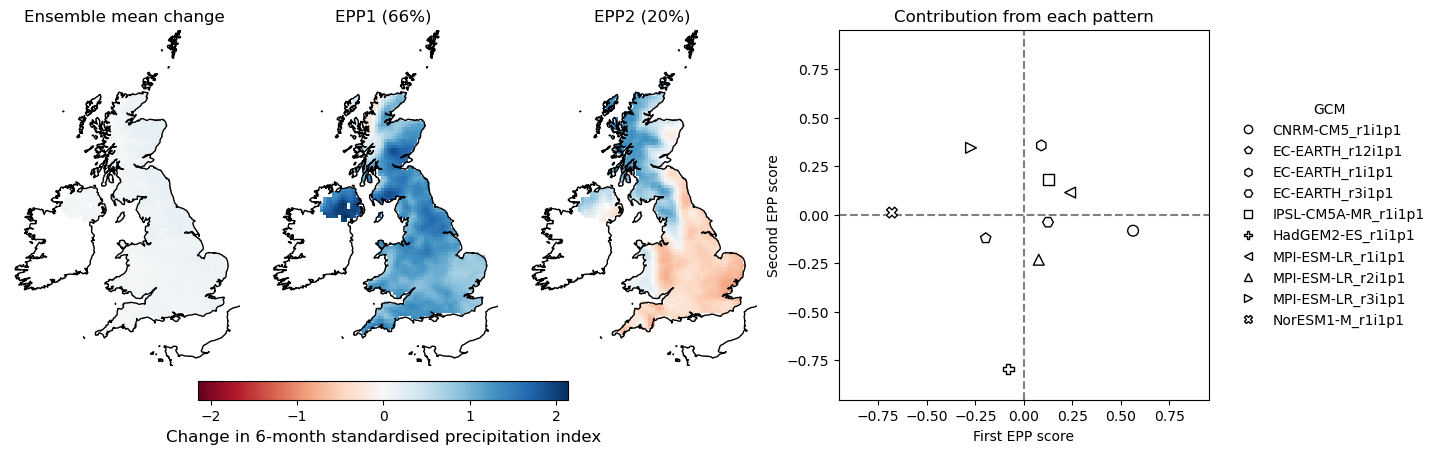 Ensemble mean change
EPP1 (66%)
EPP2 (20%)
−2 −1 0 1 2
Change in 6-month standardised precipitation index
Contribution from each pattern
0.75
0.50
0.25
0.00
−0.25
−0.50
−0.75
Second EPP score
−0.75 −0.50 −0.25 0.00 0.25 0.50 0.75
First EPP score
GCM
CNRM-CM5_r1i1p1
EC-EARTH_r12i1p1
EC-EARTH_r1i1p1
EC-EARTH_r3i1p1
IPSL-CM5A-MR_r1i1p1
HadGEM2-ES_r1i1p1
MPI-ESM-LR_r1i1p1
MPI-ESM-LR_r2i1p1
MPI-ESM-LR_r3i1p1
NorESM1-M_r1i1p1